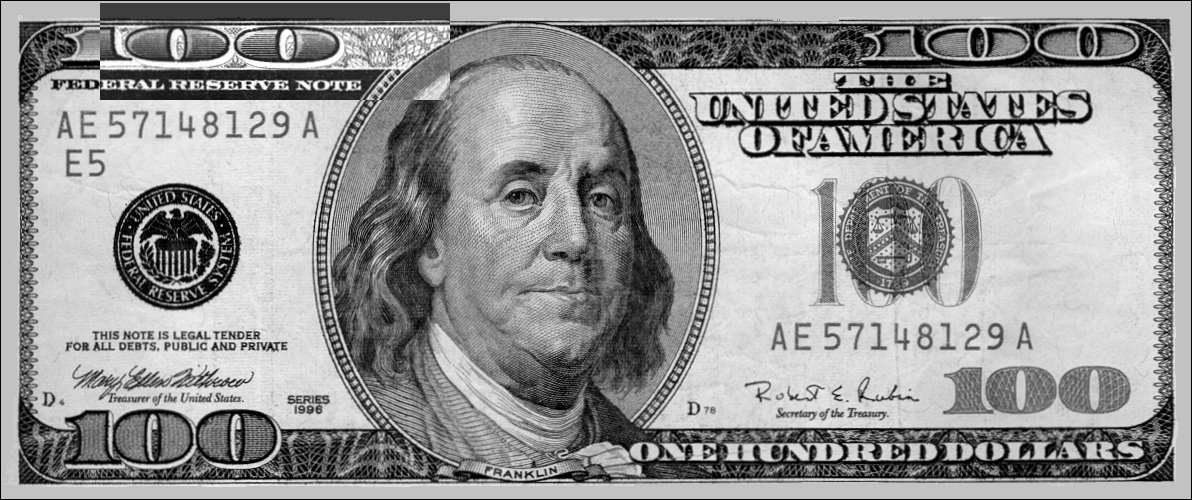 100
100
FEDERAL RESERVE NOTE
THE
UNITED STATES
OF AMERICA
AE 57148129 A
E5
UNITED STATES
FEDERAL RESERVE SYSTEM
100
DEPARTMENT OF THE TREASURY
1789
AE 57148129 A
THIS NOTE IS LEGAL TENDER
FOR ALL DEBTS, PUBLIC AND PRIVATE
Mary Ellen Withrow
Treasurer of the United States.
D4
SERIES
1996
Robert E. Rubin
Secretary of the Treasury.
D78
100
100
FRANKLIN
ONE HUNDRED DOLLARS